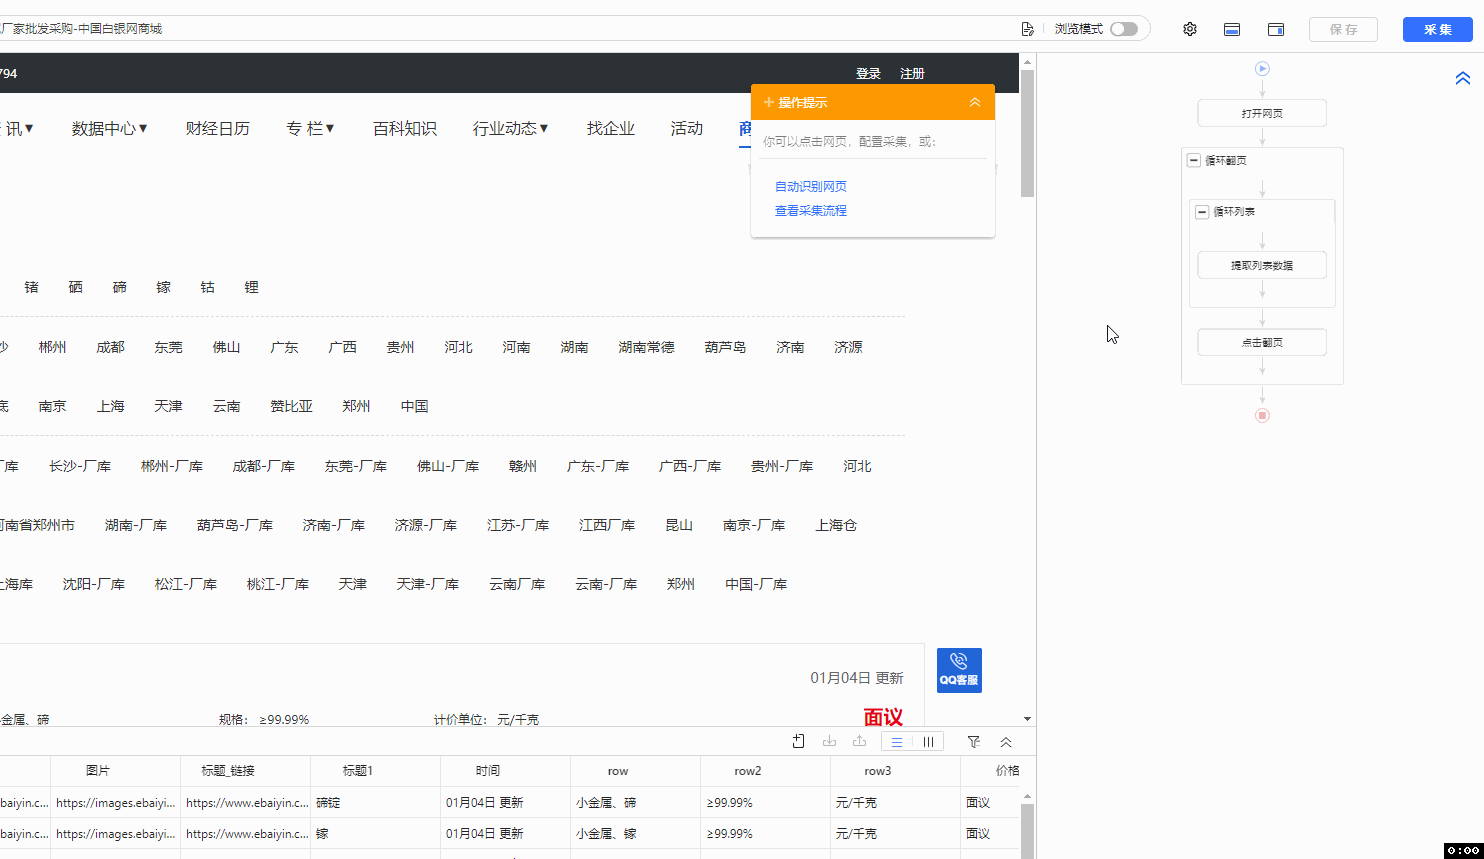 厂家批发采购-中国白银网商城
浏览模式
保 存
采 集
794
登录 注册
讯▼ 数据中心▼ 财经日历 专 栏▼ 百科知识 行业动态▼ 找企业 活动 商
操作提示
你可以点击网页，配置采集，或：
自动识别网页
查看采集流程
打开网页
循环翻页
循环列表
提取列表数据
点击翻页
锗 硒 碲 镓 钴 锂
沙 郴州 成都 东莞 佛山 广东 广西 贵州 河北 河南 湖南 湖南常德 葫芦岛 济南 济源
底 南京 上海 天津 云南 赞比亚 郑州 中国
厂库 长沙-厂库 郴州-厂库 成都-厂库 东莞-厂库 佛山-厂库 赣州 广东-厂库 广西-厂库 贵州-厂库 河北
河南省郑州市 湖南-厂库 葫芦岛-厂库 济南-厂库 济源-厂库 江苏-厂库 江西厂库 昆山 南京-厂库 上海仓
上海库 沈阳-厂库 松江-厂库 桃江-厂库 天津 天津-厂库 云南厂库 云南-厂库 郑州 中国-厂库
01月04日 更新
QQ客服
小金属、碲 规格： ≥99.99% 计价单位： 元/千克 面议
图片 标题_链接 标题1 时间 row row2 row3 价格
baiyin.c... https://images.ebaiyi... https://www.ebaiyin.c... 碲锭 01月04日 更新 小金属、碲 ≥99.99% 元/千克 面议
baiyin.c... https://images.ebaiyi... https://www.ebaiyin.c... 镓 01月04日 更新 小金属、镓 ≥99.99% 元/千克 面议
0:00